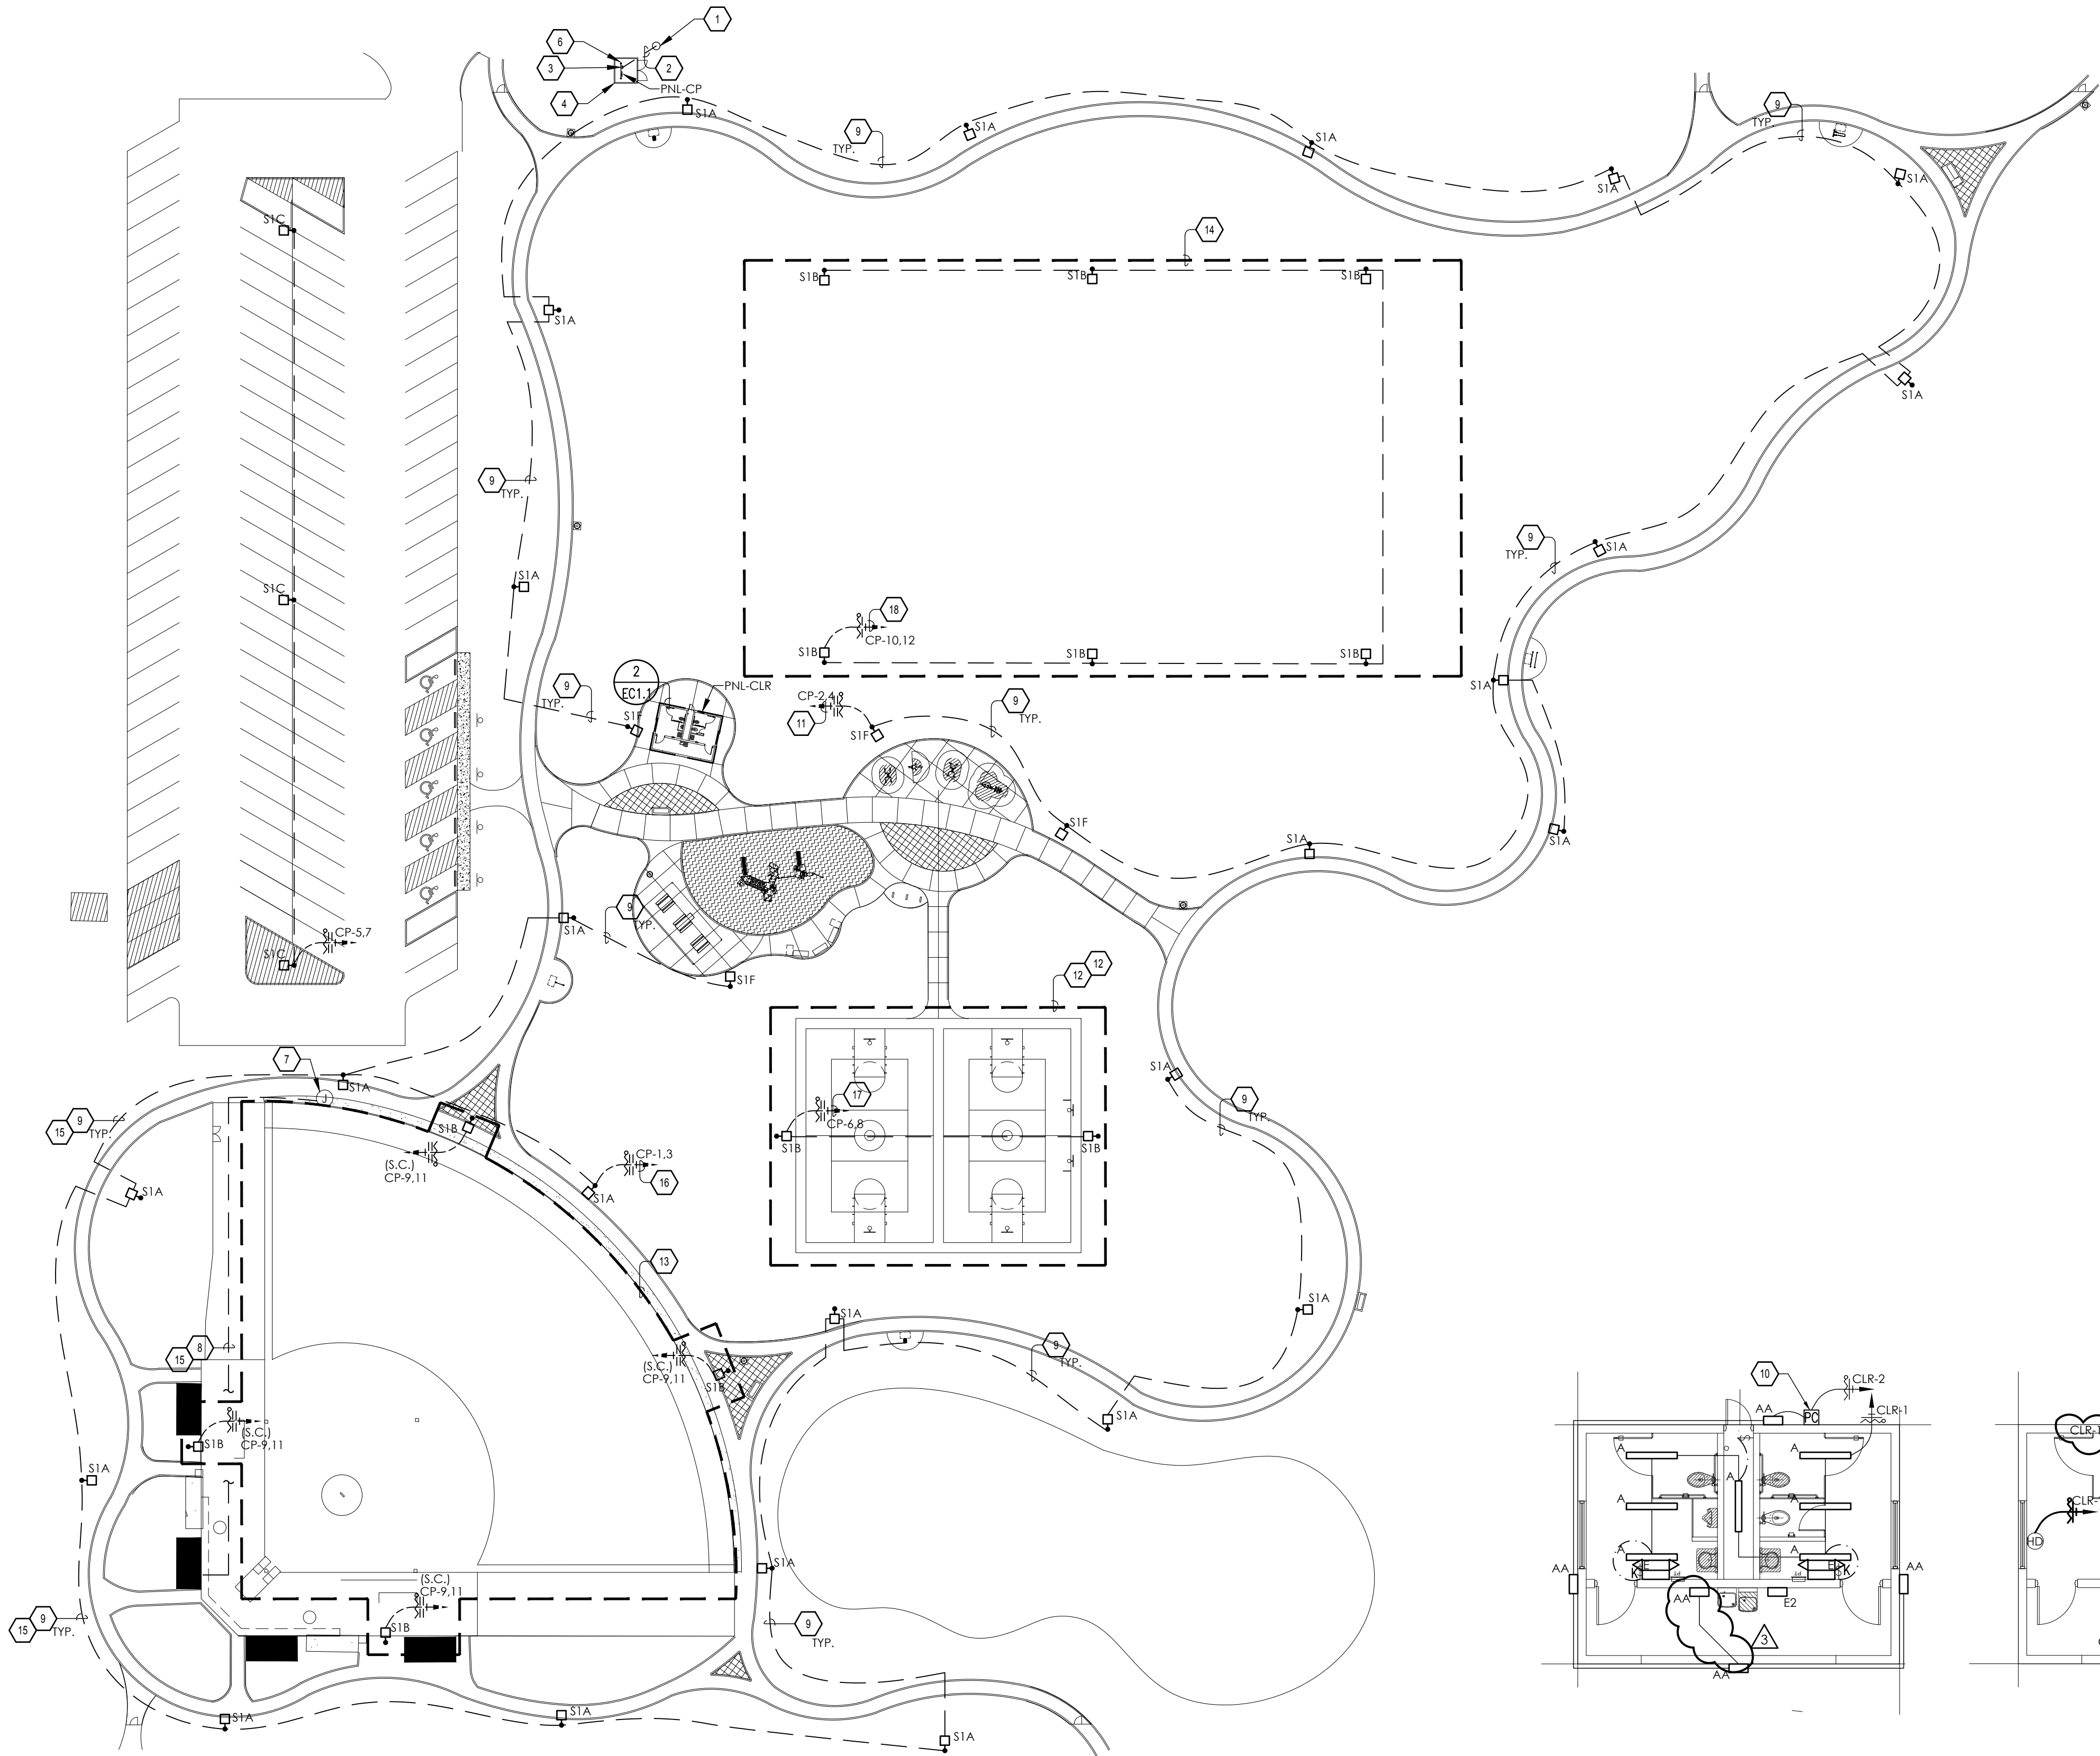 1
6
3
2
4
PNL-CP
S1A
9
TYP.
S1A
S1A
S1A
9
TYP.
S1A
S1C
14
S1B
S1B
S1B
S1A
S1A
9
TYP.
9
TYP.
S1A
S1A
S1C
18
CP-10,12
S1B
S1B
S1B
2
EC1.1
PNL-CLR
9
TYP.
S1F
CP-2,4
11
S1F
9
TYP.
S1A
S1F
S1A
S1A
9
TYP.
S1A
S1F
CP-5,7
S1C
12
12
7
S1A
J
S1A
9
TYP.
15
9
TYP.
S1B
(S.C.)
CP-9,11
CP-1,3
16
S1A
17
CP-6,8
S1B
S1B
S1A
13
S1A
S1A
8
15
(S.C.)
CP-9,11
S1B
9
TYP.
S1A
(S.C.)
CP-9,11
S1B
S1A
S1A
(S.C.)
CP-9,11
S1B
15
9
TYP.
9
TYP.
S1A
S1A
S1A
10
CLR-2
AA
PC
CLR-1
A
A
A
A
A
A
A
E
K
E
K
AA
AA
AA
E2
3
AA
CLR-1
CLR-
HD